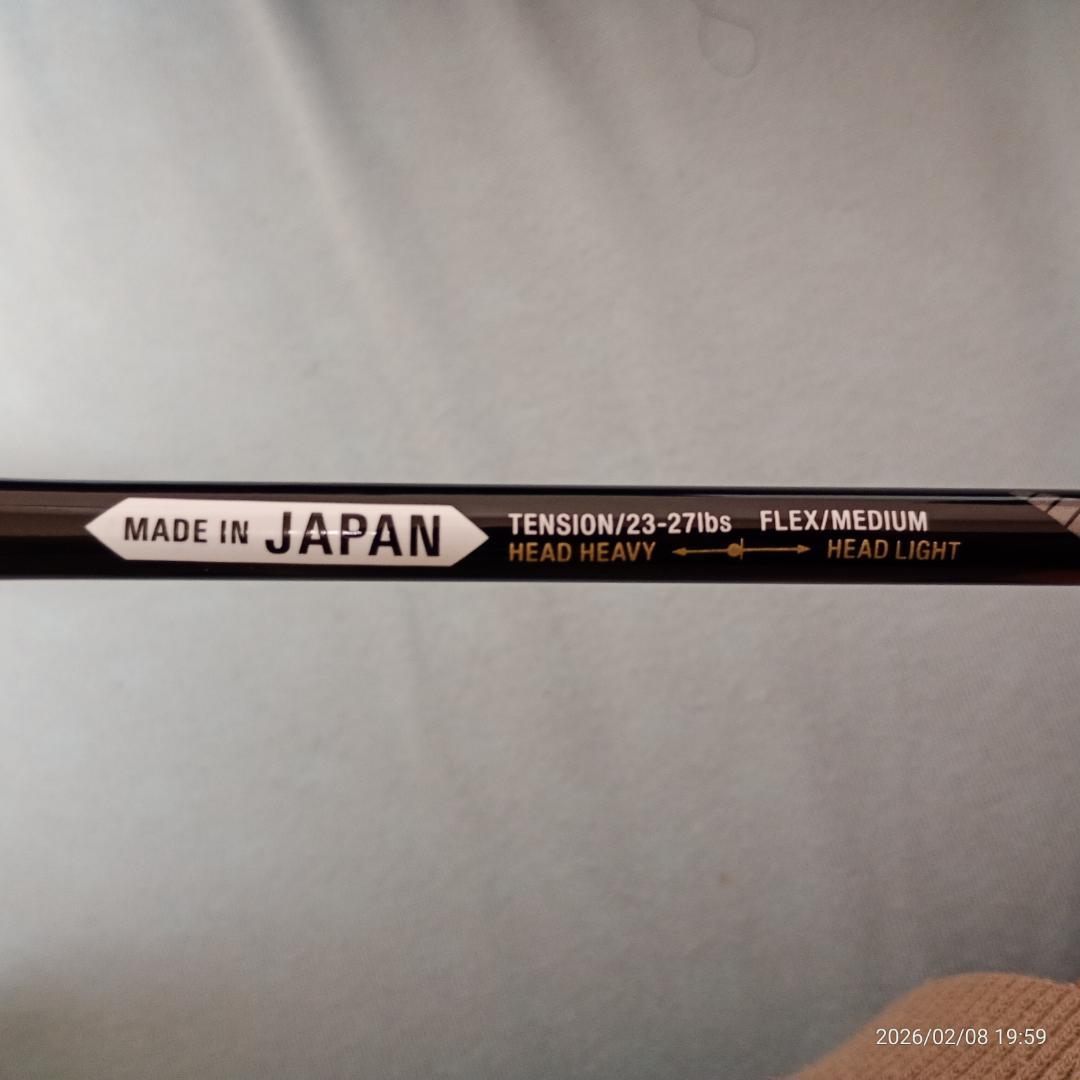 MADE IN JAPAN
TENSION/23-27lbs FLEX/MEDIUM
HEAD HEAVY HEAD LIGHT
2026/02/08 19:59